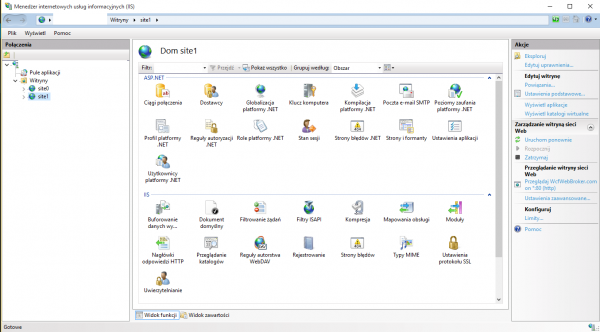 Menedżer internetowych usług informacyjnych (IIS)
Witryny
site1
Plik Wyświetl Pomoc
Połączenia
Pule aplikacji
Witryny
site0
site1
Dom site1
Filtr:
Przejdź
Pokaż wszystko
Grupuj według:
Obszar
ASP.NET
Ciągi połączenia
Dostawcy
Globalizacja platformy .NET
Klucz komputera
Kompilacja platformy .NET
Poczta e-mail SMTP
Poziomy zaufania platformy .NET
Profil platformy .NET
Reguły autoryzacji .NET
Role platformy .NET
Stan sesji
Strony błędów .NET
Strony i formanty
Ustawienia aplikacji
Użytkownicy platformy .NET
IIS
Buforowanie danych wy...
Dokument domyślny
Filtrowanie żądań
Filtry ISAPI
Kompresja
Mapowania obsługi
Moduły
Nagłówki odpowiedzi HTTP
Przeglądanie katalogów
Reguły autorstwa WebDAV
Rejestrowanie
Strony błędów
Typy MIME
Ustawienia protokołu SSL
Uwierzytelnianie
Widok funkcji
Widok zawartości
Akcje
Eksploruj
Edytuj uprawnienia...
Edytuj witrynę
Powiązania...
Ustawienia podstawowe...
Wyświetl aplikacje
Wyświetl katalogi wirtualne
Zarządzanie witryną sieci Web
Uruchom ponownie
Rozpocznij
Zatrzymaj
Przeglądanie witryny sieci Web
Przeglądaj WcfWebBroker.com on *:80 (http)
Ustawienia zaawansowane...
Konfiguruj
Limity...
Pomoc
Gotowe